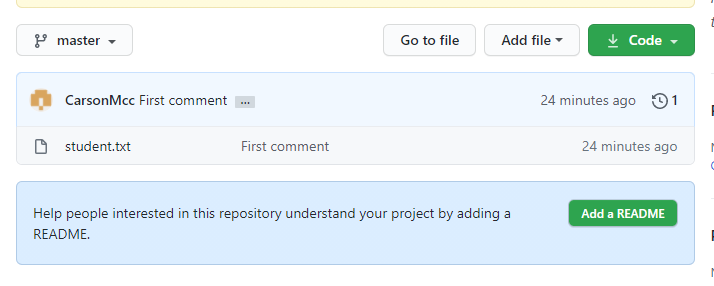 master
Go to file
Add file
Code
CarsonMcc First comment ...
24 minutes ago
1
student.txt
First comment
24 minutes ago
Help people interested in this repository understand your project by adding a
README.
Add a README